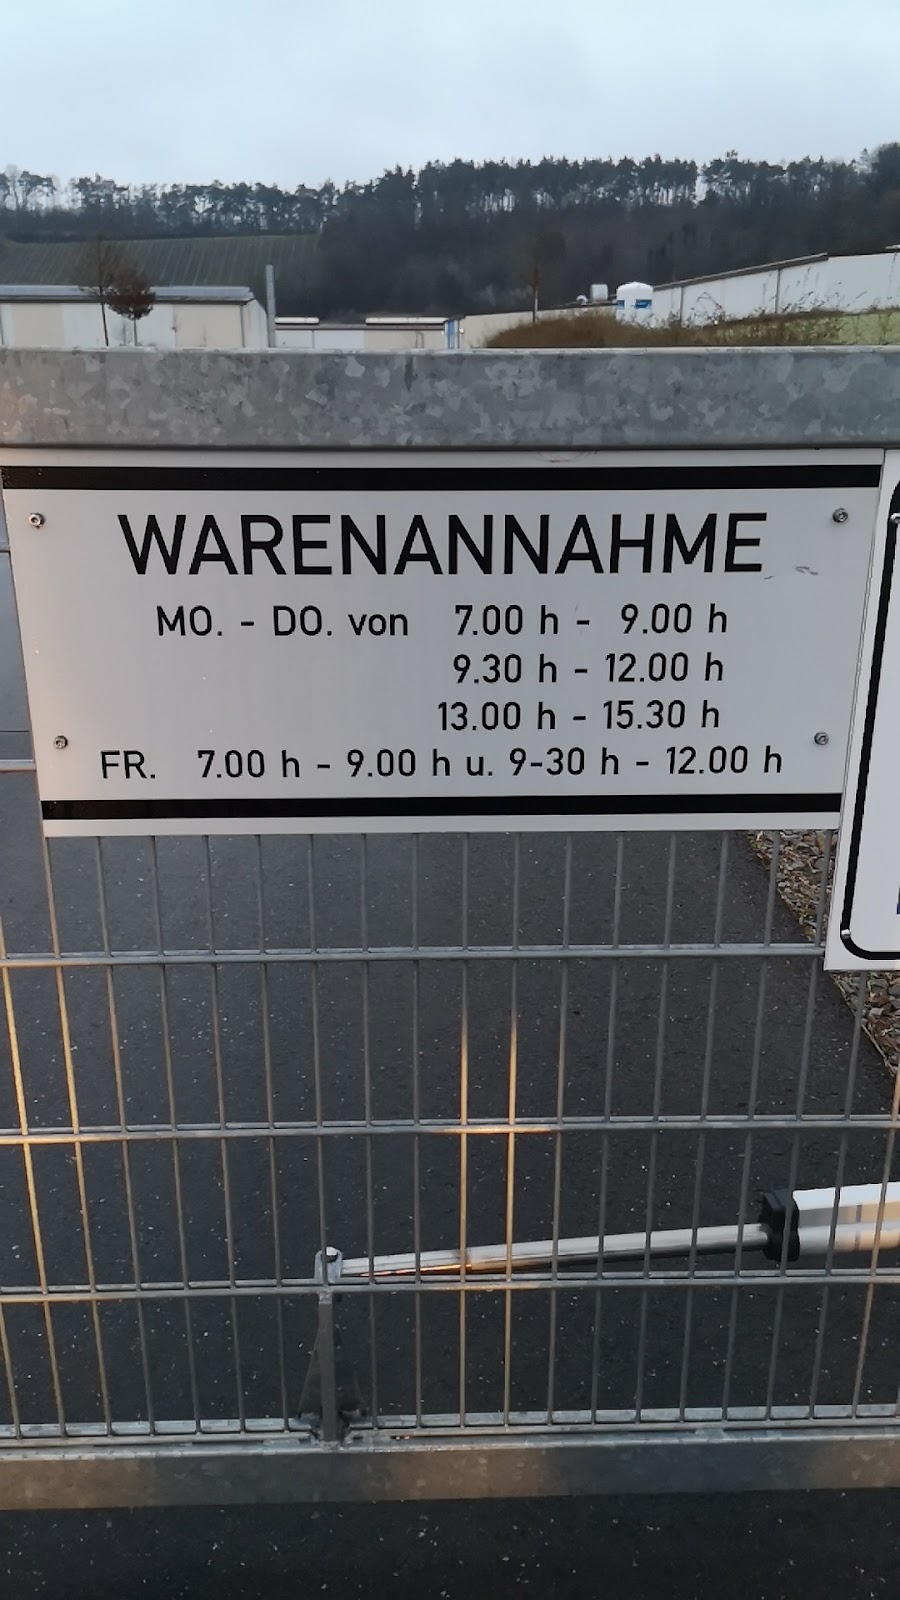 WARENANNAHME
MO. - DO. von 7.00 h - 9.00 h
9.30 h - 12.00 h
13.00 h - 15.30 h
FR. 7.00 h - 9.00 h u. 9-30 h - 12.00 h